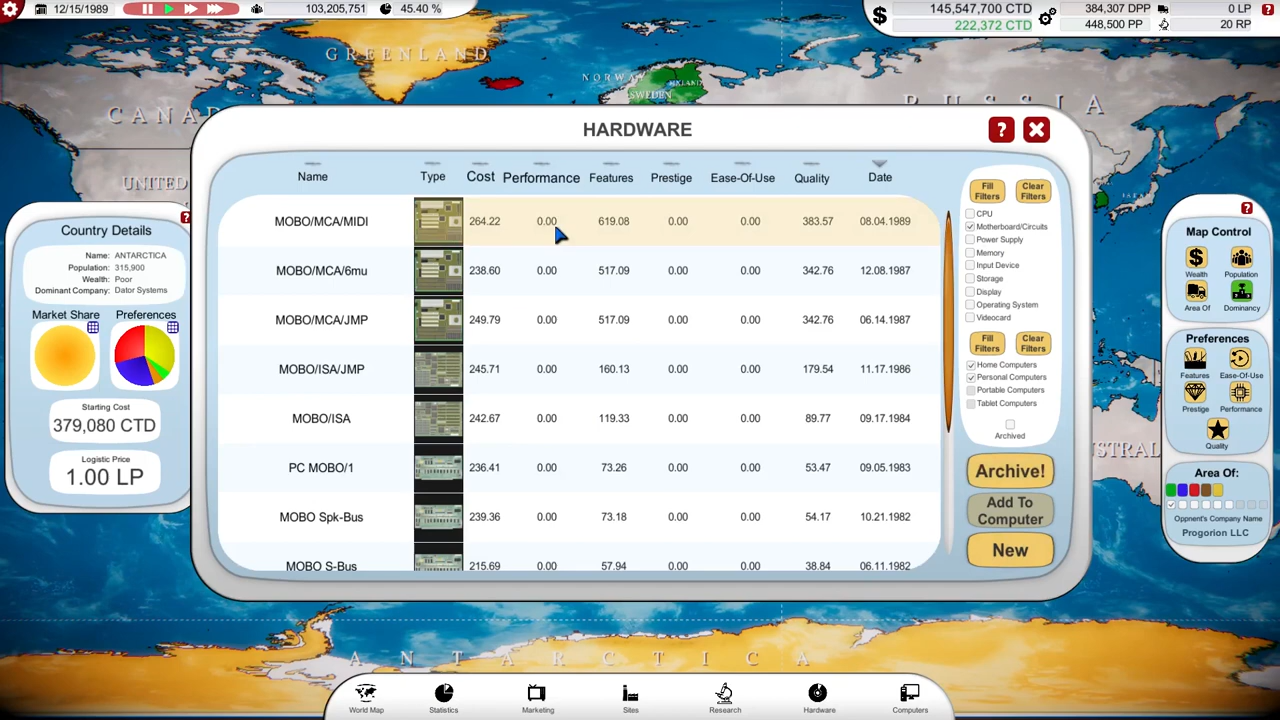 12/15/1989
103,205,751
45.40 %
145,547,700 CTD
222,372 CTD
384,307 DPP
448,500 PP
0 LP
20 RP
?
GREENLAND
NORWAY
FINLAND
SWEDEN
CANAD
RUSSIA
UNITED
AUSTRAL
ANTARCTICA
HARDWARE
?
Name
Type
Cost
Performance
Features
Prestige
Ease-Of-Use
Quality
Date
MOBO/MCA/MIDI 264.22 0.00 619.08 0.00 0.00 383.57 08.04.1989
MOBO/MCA/6mu 238.60 0.00 517.09 0.00 0.00 342.76 12.08.1987
MOBO/MCA/JMP 249.79 0.00 517.09 0.00 0.00 342.76 06.14.1987
MOBO/ISA/JMP 245.71 0.00 160.13 0.00 0.00 179.54 11.17.1986
MOBO/ISA 242.67 0.00 119.33 0.00 0.00 89.77 09.17.1984
PC MOBO/1 236.41 0.00 73.26 0.00 0.00 53.47 09.05.1983
MOBO Spk-Bus 239.36 0.00 73.18 0.00 0.00 54.17 10.21.1982
MOBO S-Bus 215.69 0.00 57.94 0.00 0.00 38.84 06.11.1982
Fill Filters
Clear Filters
CPU
Motherboard/Circuits
Power Supply
Memory
Input Device
Storage
Display
Operating System
Videocard
Fill Filters
Clear Filters
Home Computers
Personal Computers
Portable Computers
Tablet Computers
Archived
Archive!
Add To Computer
New
?
Country Details
Name: ANTARCTICA
Population: 315,900
Wealth: Poor
Dominant Company: Dator Systems
Market Share
Preferences
Starting Cost
379,080 CTD
Logistic Price
1.00 LP
?
Map Control
Wealth
Population
Area Of
Dominancy
Preferences
Features
Ease-Of-Use
Prestige
Performance
Quality
Area Of:
Oppnent's Company Name
Progorion LLC
World Map
Statistics
Marketing
Sites
Research
Hardware
Computers